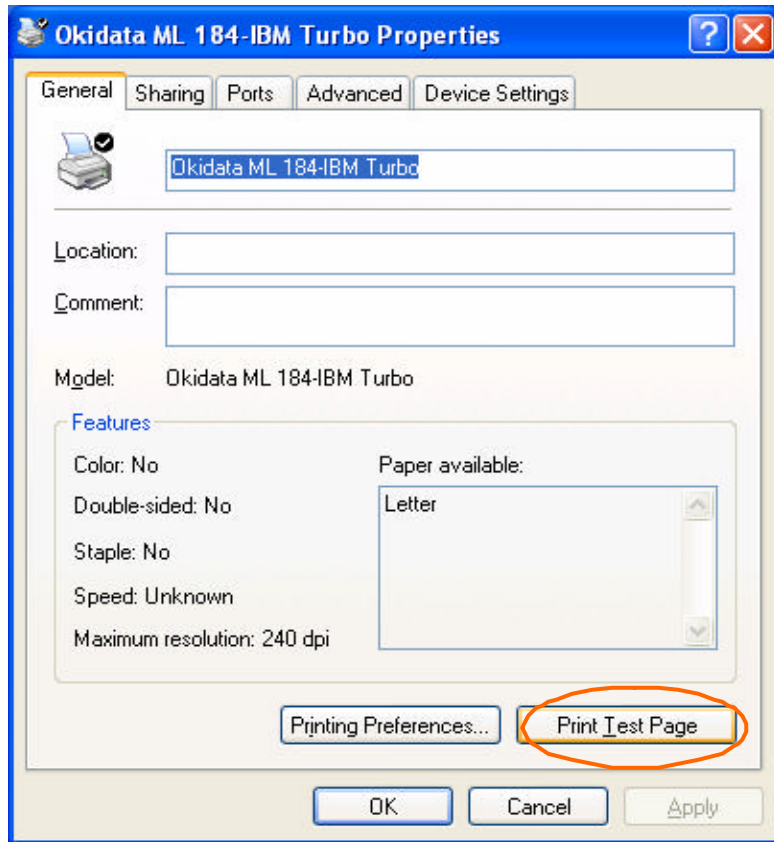 Okidata ML 184-IBM Turbo Properties
General Sharing Ports Advanced Device Settings
Okidata ML 184-IBM Turbo
Location:
Comment:
Model: Okidata ML 184-IBM Turbo
Features
Color: No
Double-sided: No
Staple: No
Speed: Unknown
Maximum resolution: 240 dpi
Paper available:
Letter
Printing Preferences... Print Test Page
OK Cancel Apply